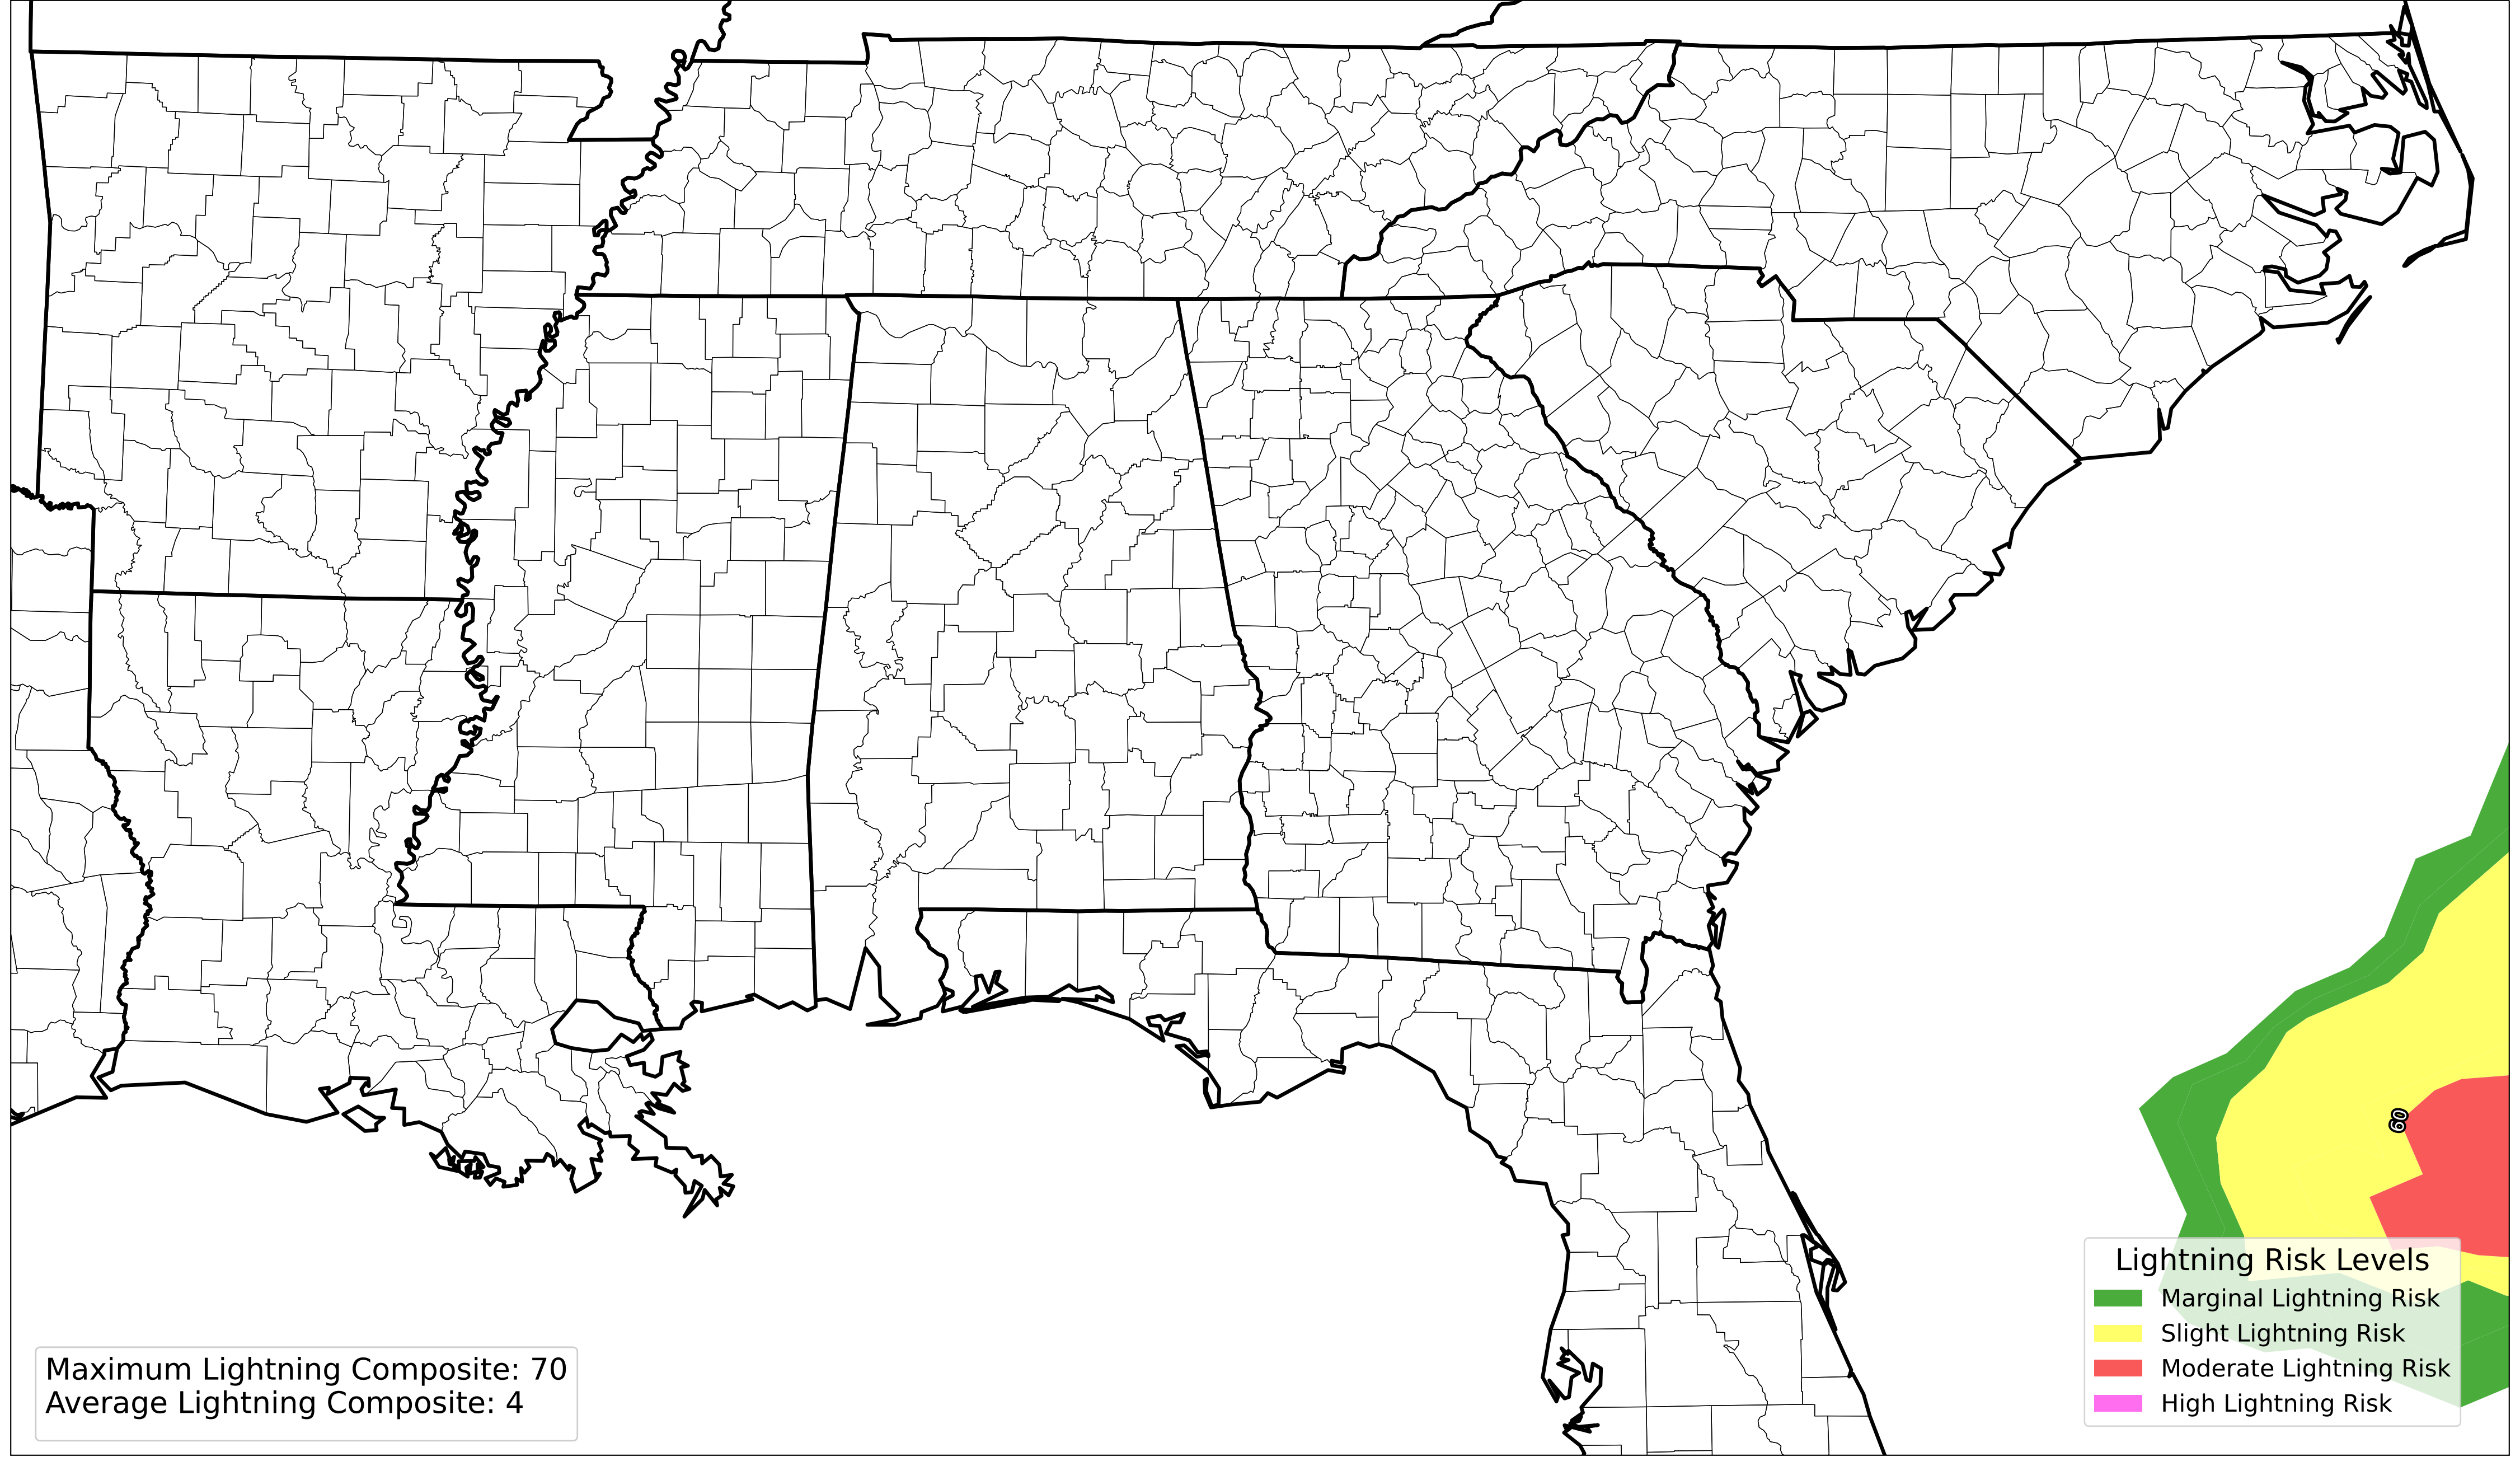 60
Lightning Risk Levels
Marginal Lightning Risk
Slight Lightning Risk
Moderate Lightning Risk
High Lightning Risk
Maximum Lightning Composite: 70
Average Lightning Composite: 4